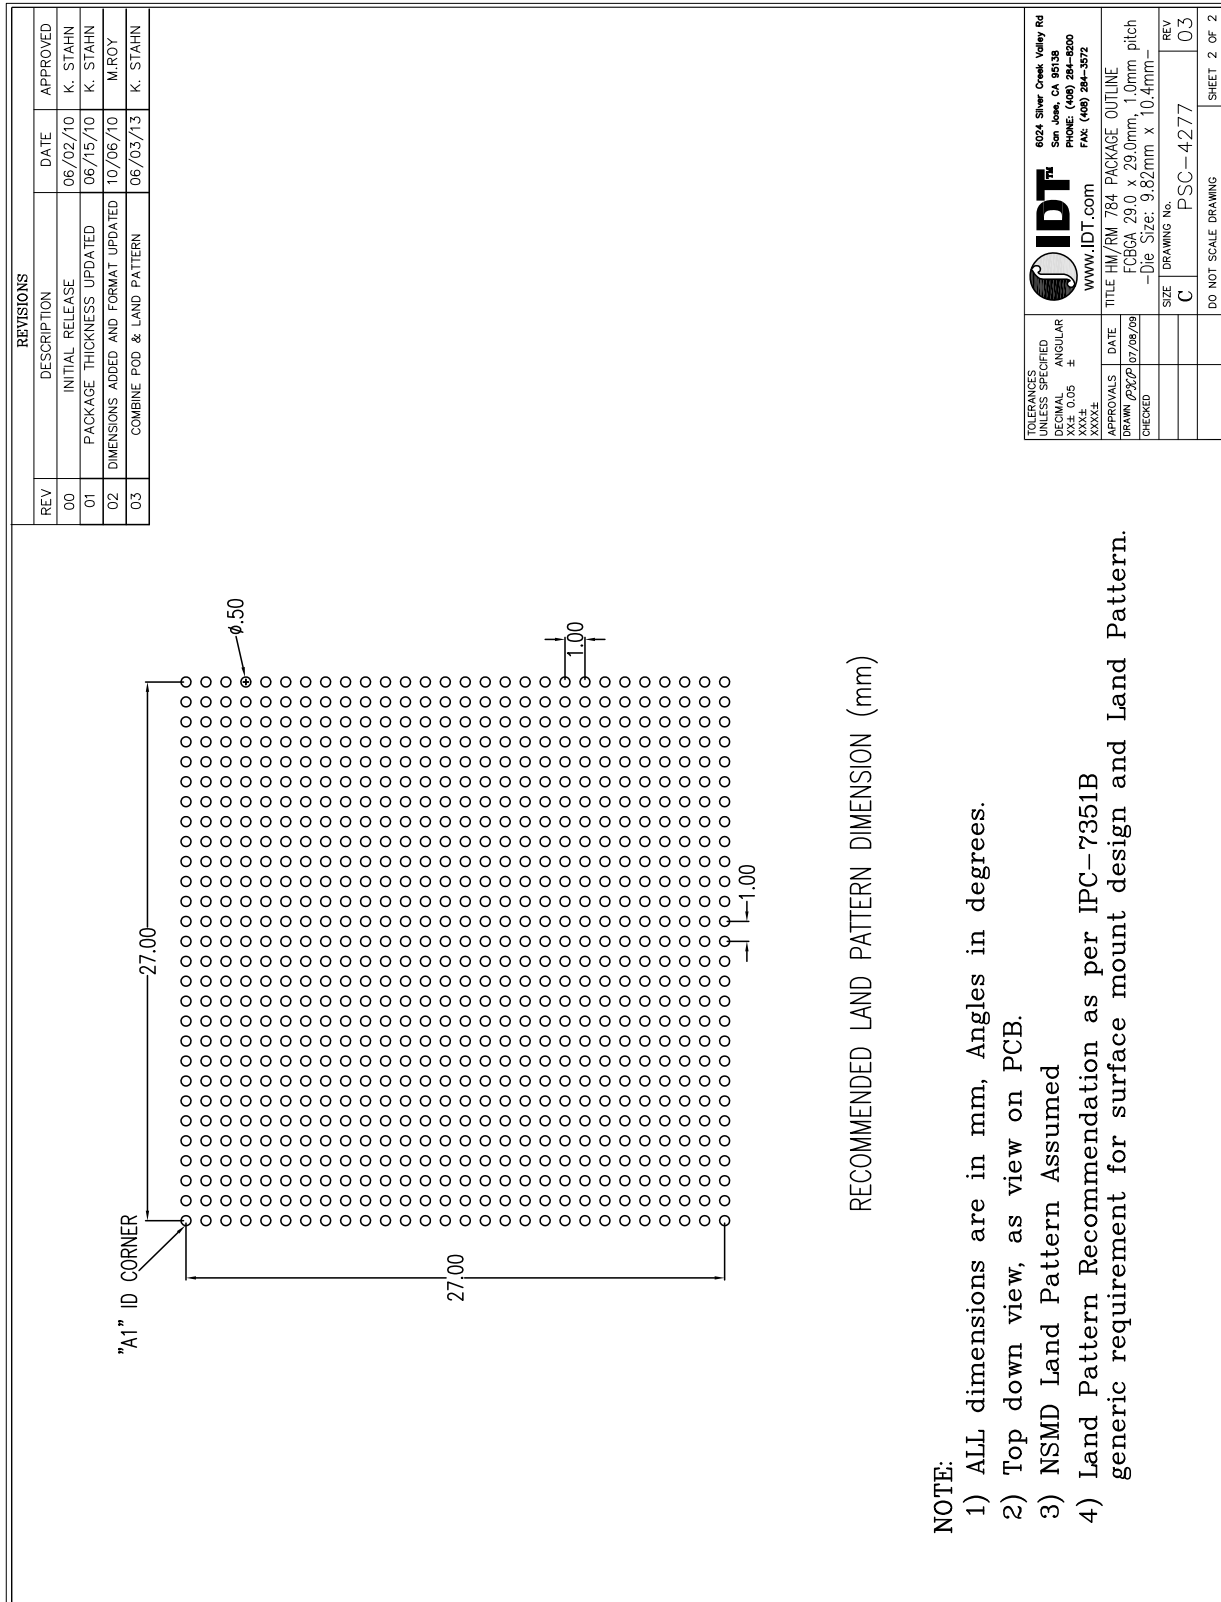 REVISIONS
REV DESCRIPTION DATE APPROVED
00 INITIAL RELEASE 06/02/10 K. STAHN
01 PACKAGE THICKNESS UPDATED 06/15/10 K. STAHN
02 DIMENSIONS ADDED AND FORMAT UPDATED 10/06/10 M.ROY
03 COMBINE POD & LAND PATTERN 06/03/13 K. STAHN
"A1" ID CORNER
27.00
ø.50
27.00
1.00
1.00
RECOMMENDED LAND PATTERN DIMENSION (mm)
NOTE:
1) ALL dimensions are in mm, Angles in degrees.
2) Top down view, as view on PCB.
3) NSMD Land Pattern Assumed
4) Land Pattern Recommendation as per IPC-7351B
generic requirement for surface mount design and Land Pattern.
TOLERANCES
UNLESS SPECIFIED
DECIMAL ANGULAR
XX± 0.05 ±
XXX±
XXXX±
APPROVALS DATE
DRAWN 07/08/09
CHECKED
IDT™
www.IDT.com
6024 Silver Creek Valley Rd
San Jose, CA 95138
PHONE: (408) 284-8200
FAX: (408) 284-3572
TITLE HM/RM 784 PACKAGE OUTLINE
FCBGA 29.0 x 29.0mm, 1.0mm pitch
-Die Size: 9.82mm x 10.4mm-
SIZE DRAWING No. REV
C PSC-4277 03
DO NOT SCALE DRAWING SHEET 2 OF 2